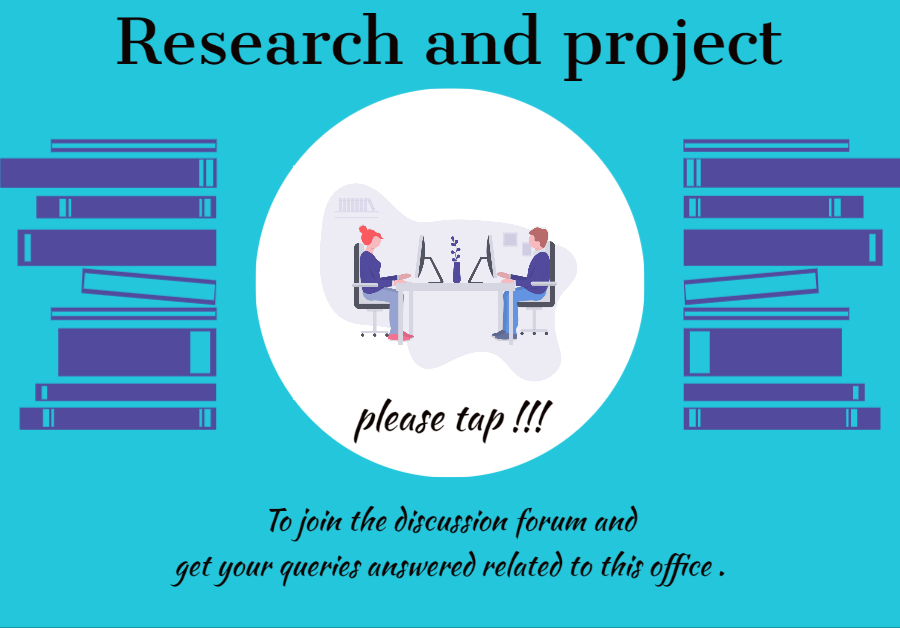 Research and project
please tap !!!
To join the discussion forum and
get your queries answered related to this office .